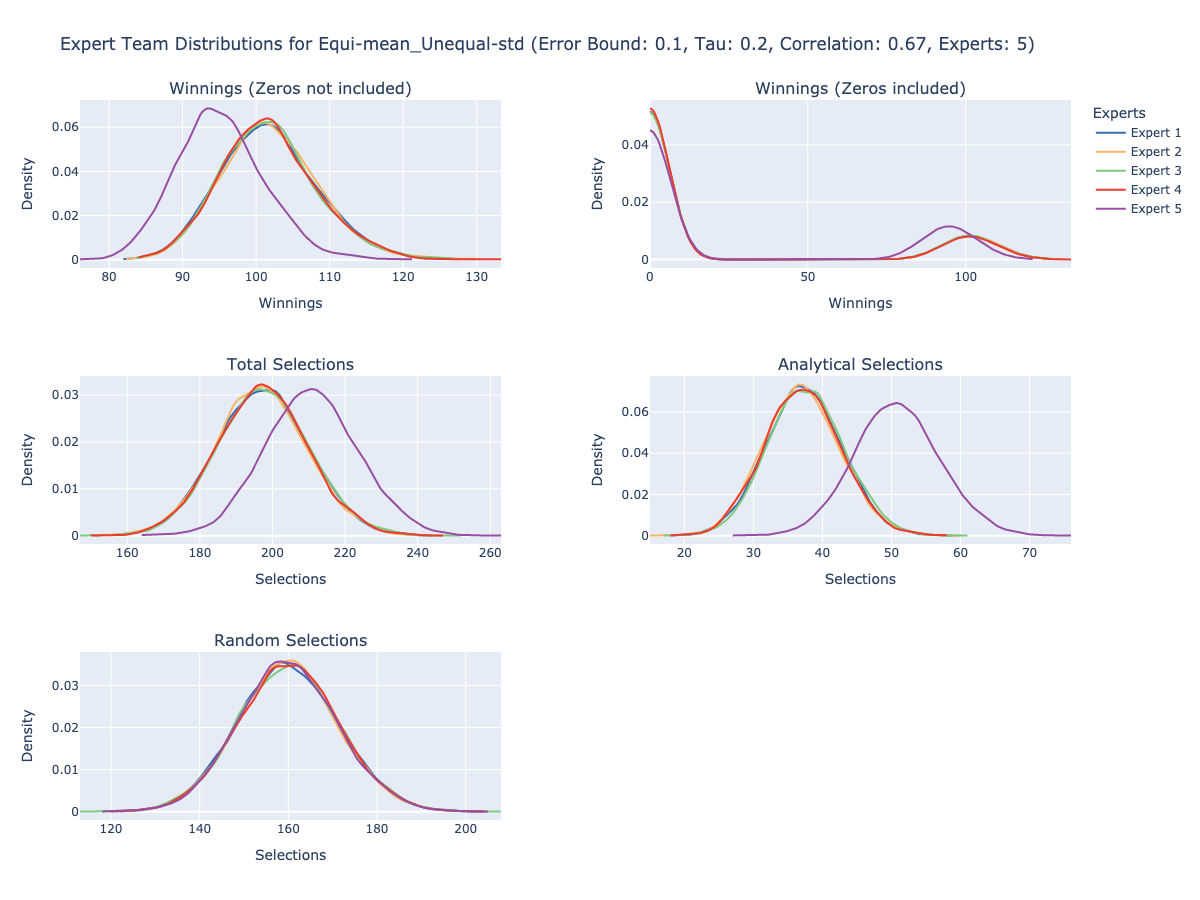 Expert Team Distributions for Equi-mean_Unequal-std (Error Bound: 0.1, Tau: 0.2, Correlation: 0.67, Experts: 5)
Winnings (Zeros not included)
Density
0.06
0.04
0.02
0
80 90 100 110 120 130
Winnings
Winnings (Zeros included)
Density
0.04
0.02
0
0 50 100
Winnings
Experts
Expert 1
Expert 2
Expert 3
Expert 4
Expert 5
Total Selections
Density
0.03
0.02
0.01
0
160 180 200 220 240 260
Selections
Analytical Selections
Density
0.06
0.04
0.02
0
20 30 40 50 60 70
Selections
Random Selections
Density
0.03
0.02
0.01
0
120 140 160 180 200
Selections